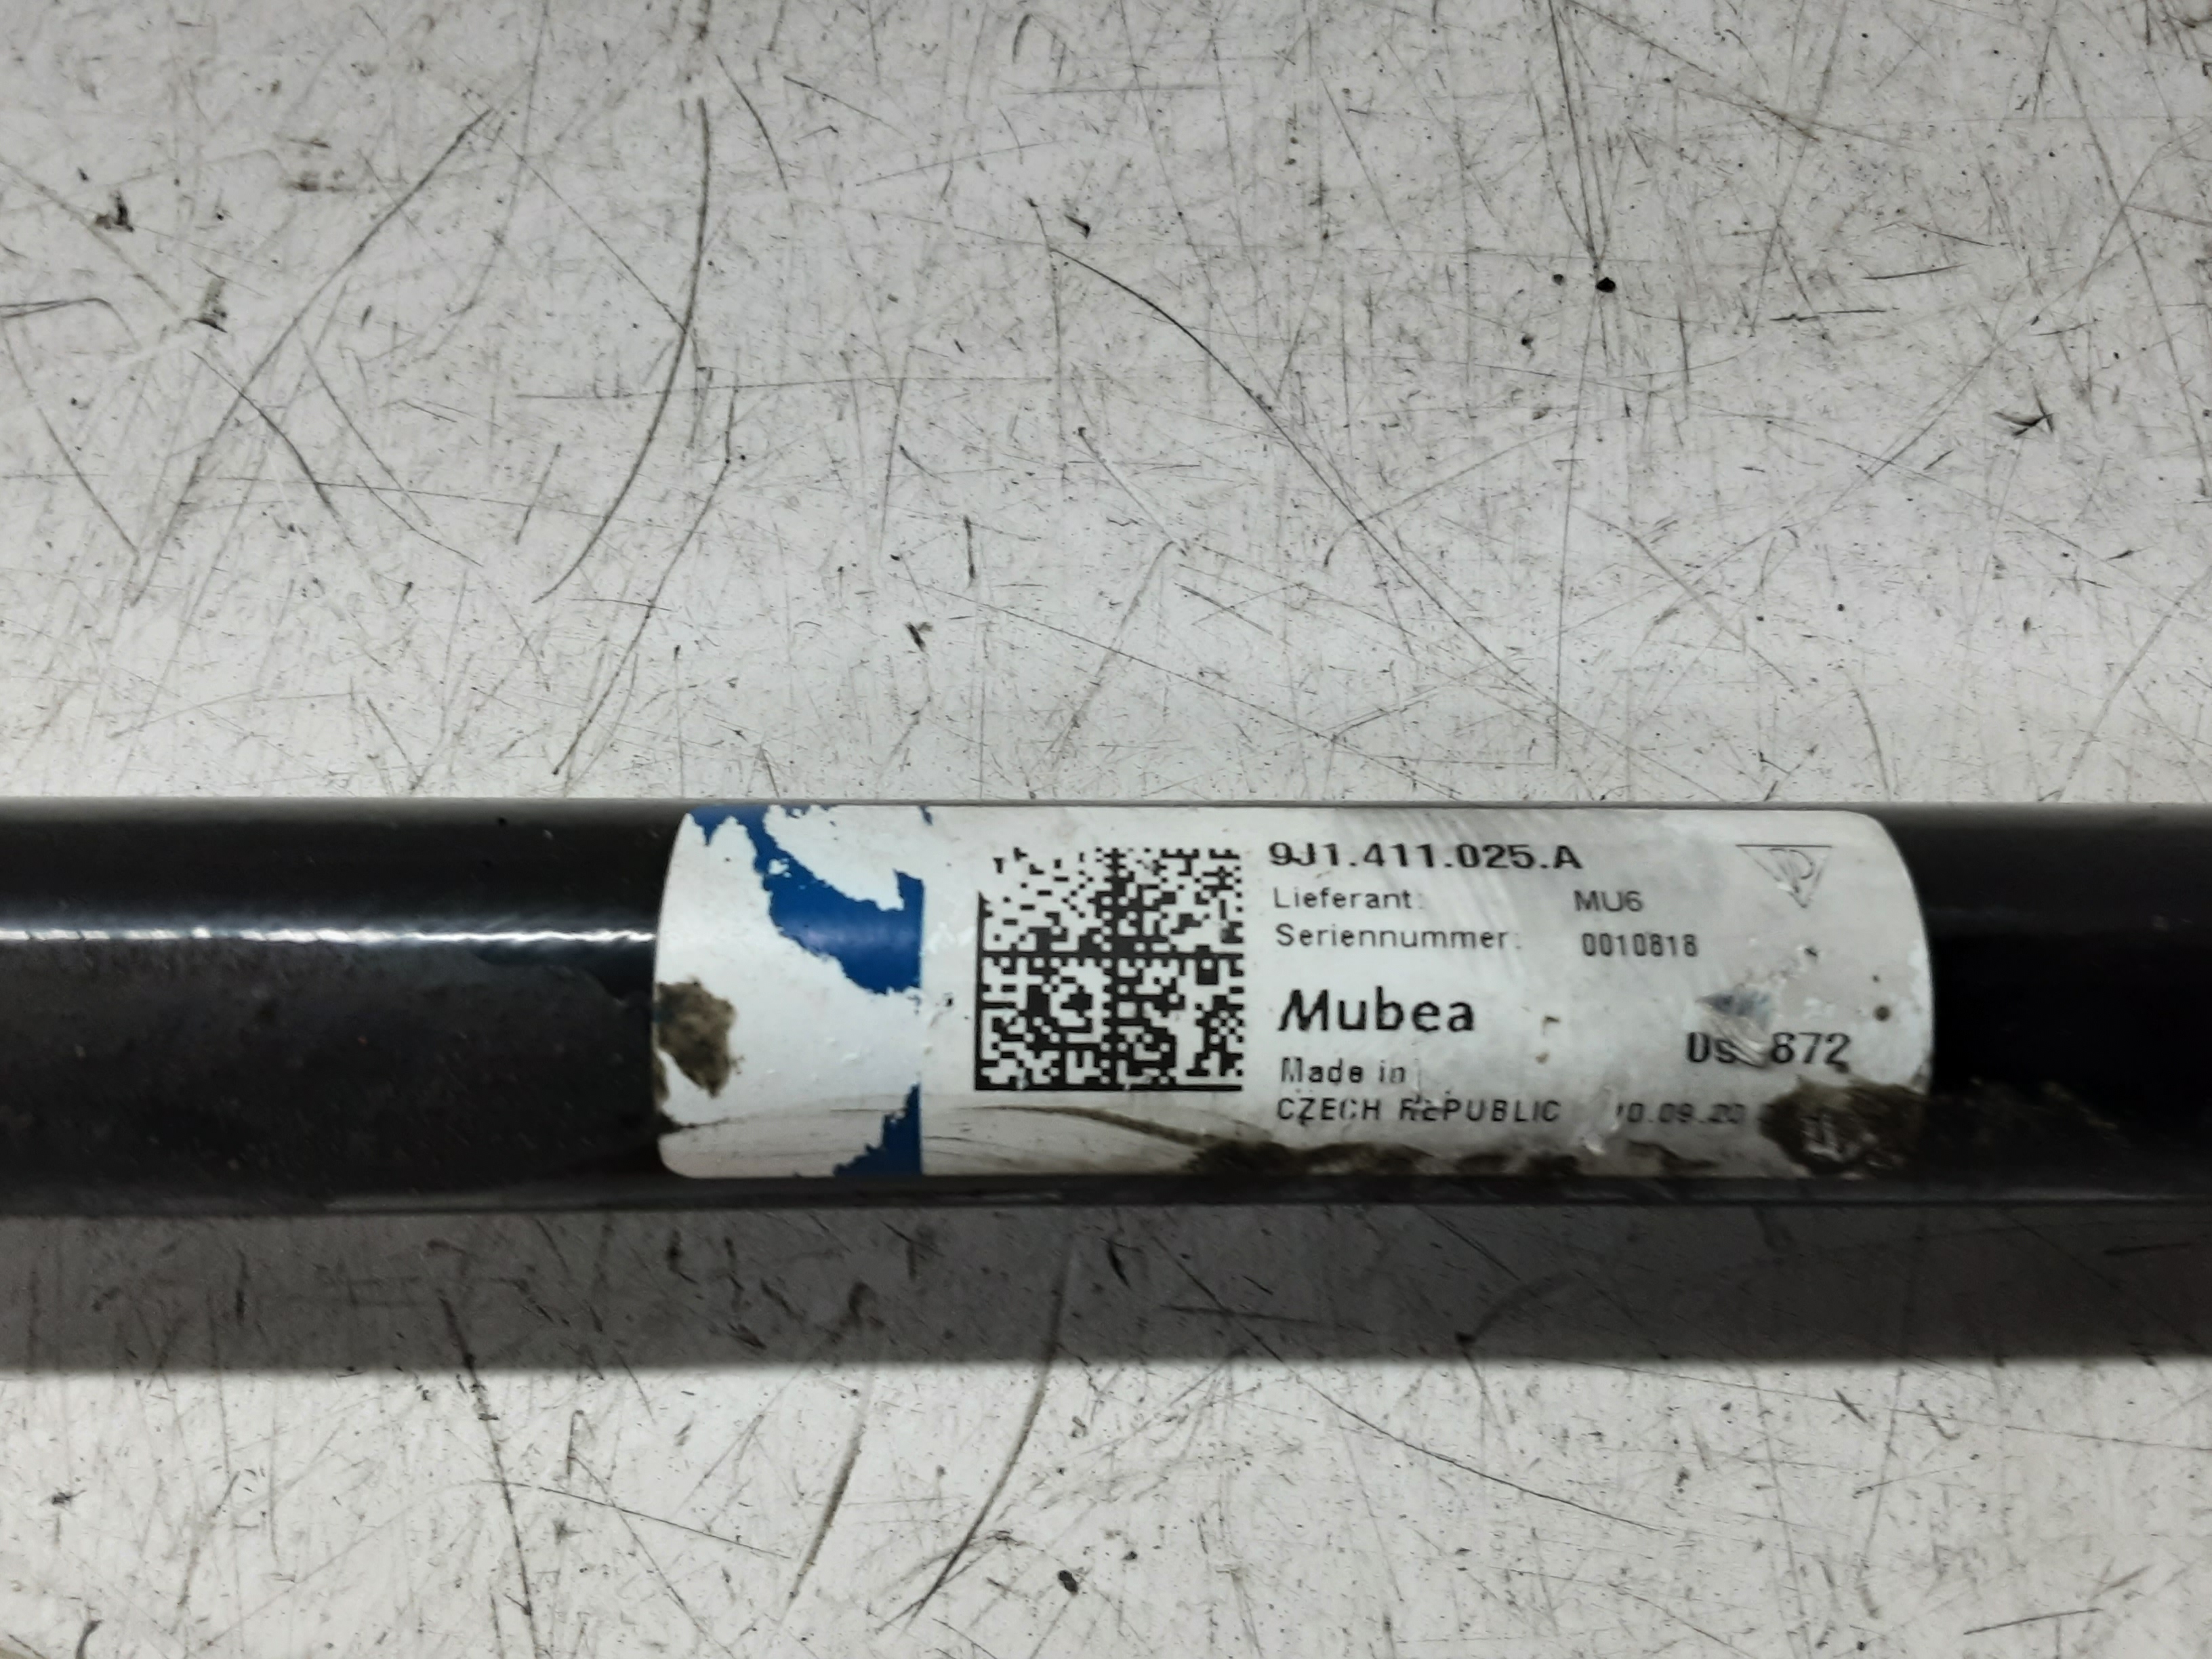 9J1.411.025.A
Lieferant: MU6
Seriennummer: 0010818
Mubea
Made in
CZECH REPUBLIC